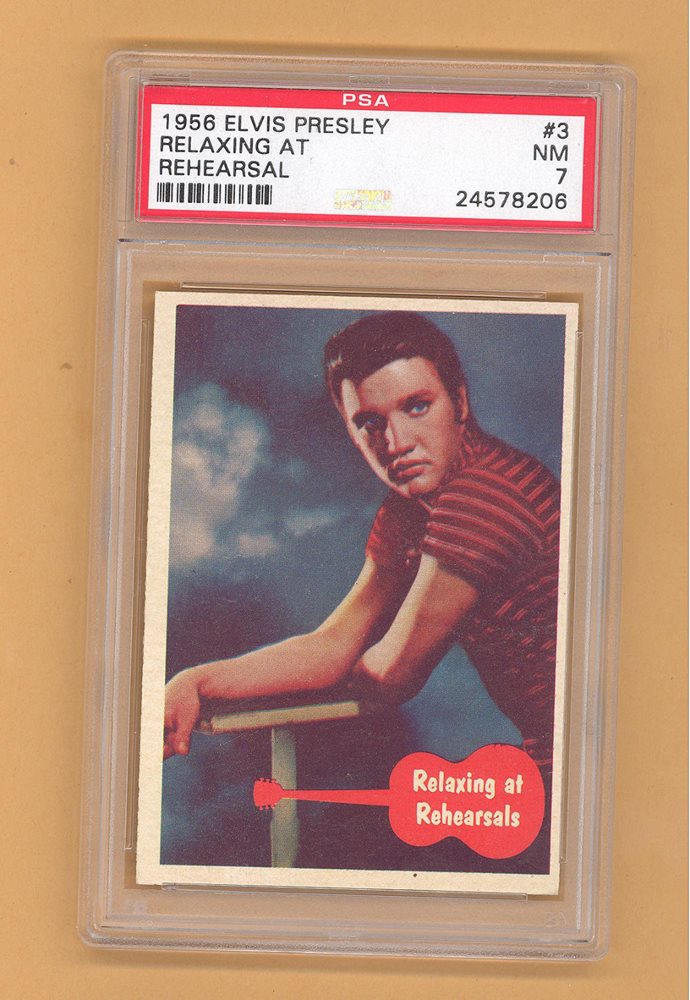 PSA
1956 ELVIS PRESLEY #3
RELAXING AT NM
REHEARSAL 7
24578206
Relaxing at
Rehearsals